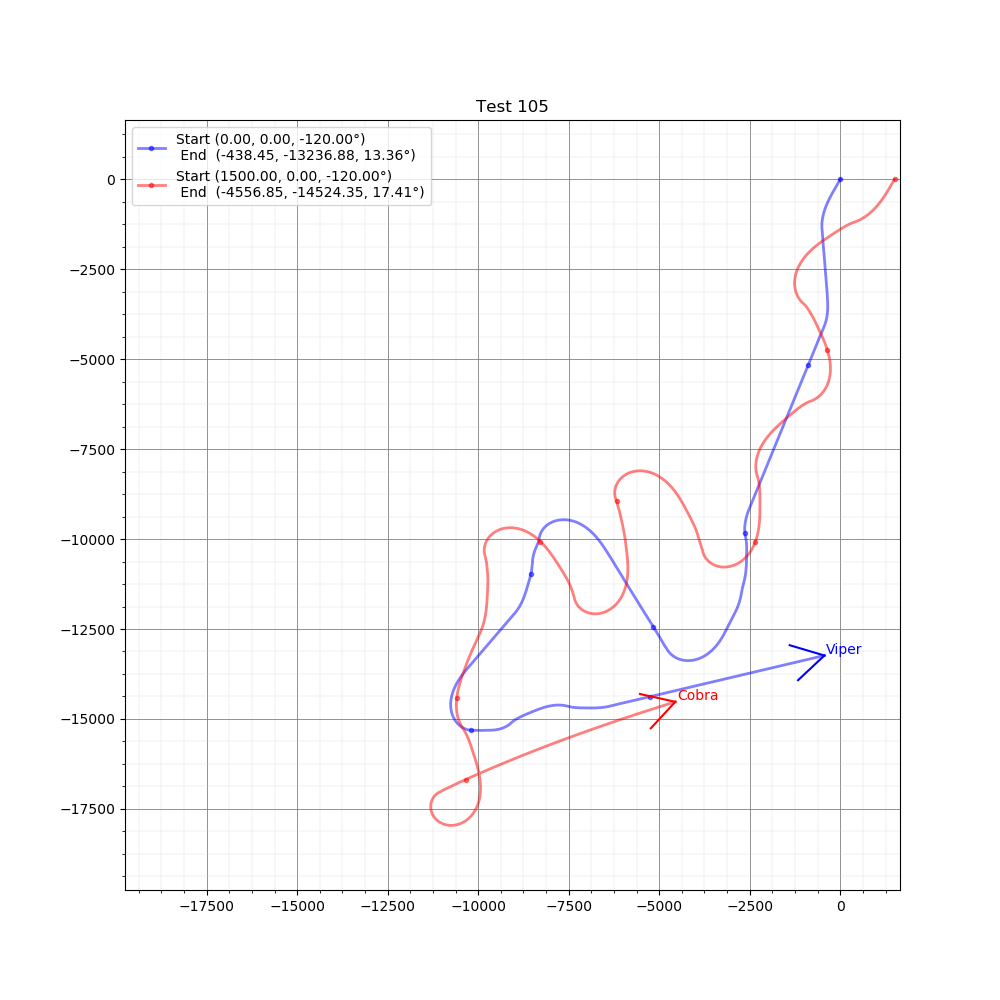 Test 105
Start (0.00, 0.00, -120.00°)
End (-438.45, -13236.88, 13.36°)
Start (1500.00, 0.00, -120.00°)
End (-4556.85, -14524.35, 17.41°)
0
−2500
−5000
−7500
−10000
−12500
−15000
−17500
Viper
Cobra
−17500 −15000 −12500 −10000 −7500 −5000 −2500 0